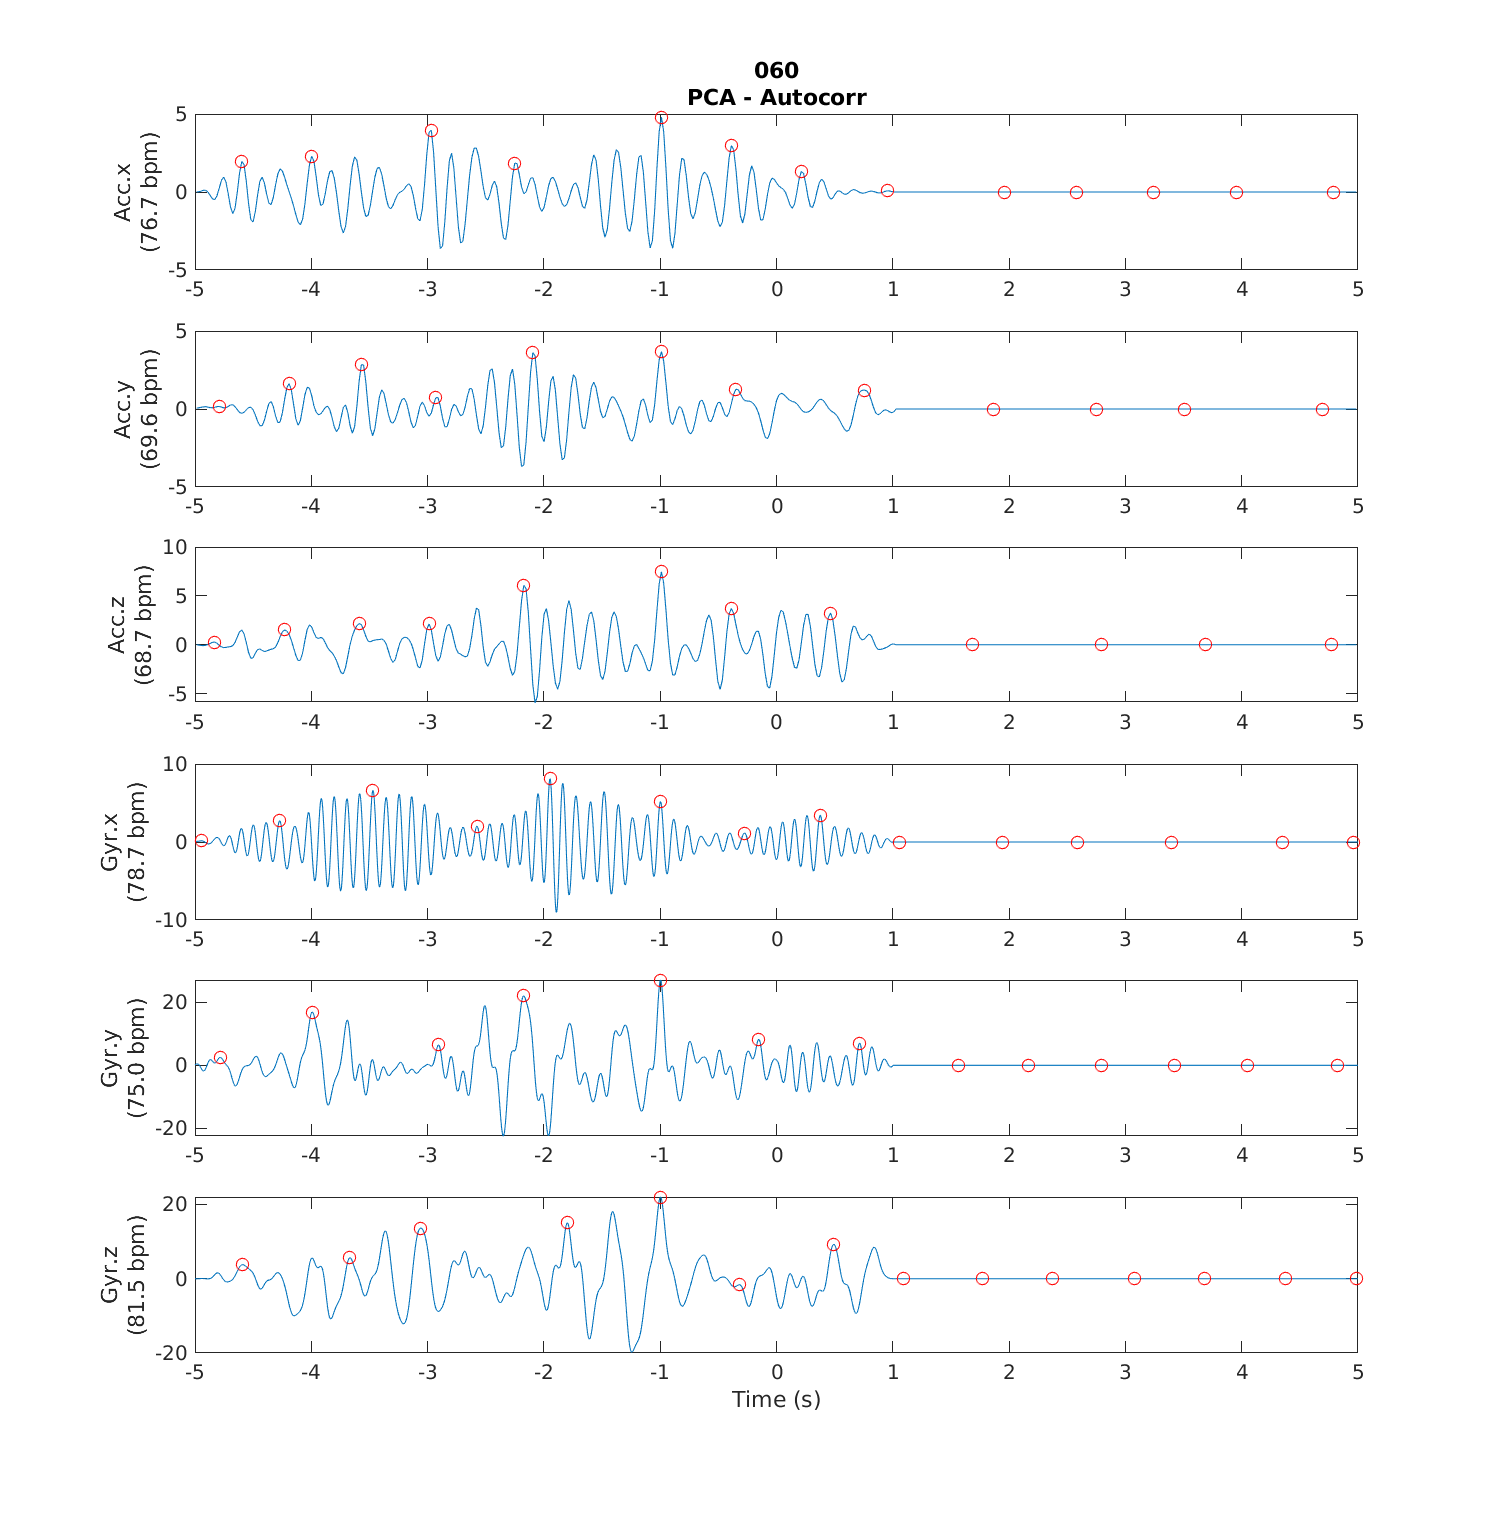 060
PCA - Autocorr
Acc.x
(76.7 bpm)
5
0
-5
-5 -4 -3 -2 -1 0 1 2 3 4 5
Acc.y
(69.6 bpm)
5
0
-5
-5 -4 -3 -2 -1 0 1 2 3 4 5
Acc.z
(68.7 bpm)
10
5
0
-5
-5 -4 -3 -2 -1 0 1 2 3 4 5
Gyr.x
(78.7 bpm)
10
0
-10
-5 -4 -3 -2 -1 0 1 2 3 4 5
Gyr.y
(75.0 bpm)
20
0
-20
-5 -4 -3 -2 -1 0 1 2 3 4 5
Gyr.z
(81.5 bpm)
20
0
-20
-5 -4 -3 -2 -1 0 1 2 3 4 5
Time (s)